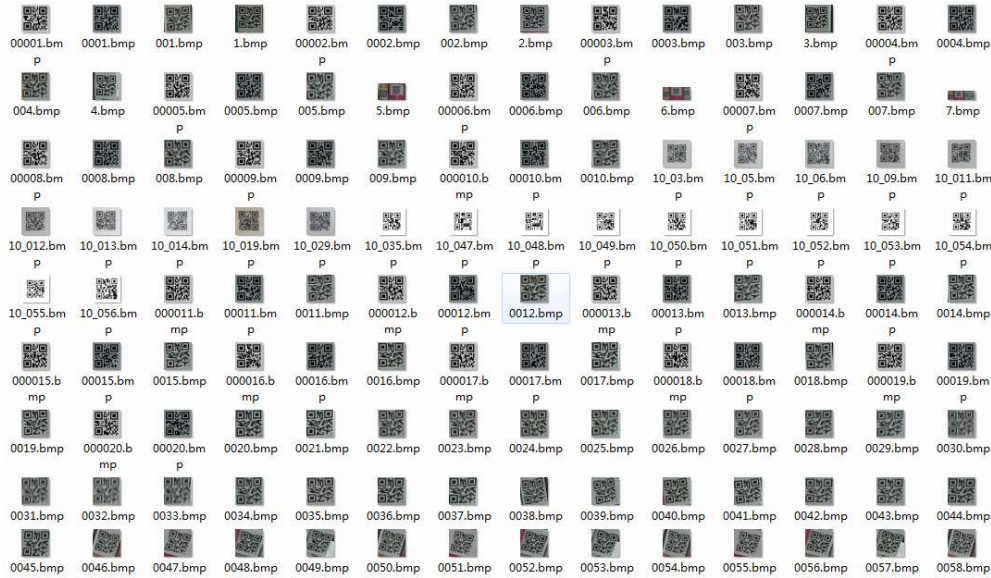 00001.bm 0001.bmp 001.bmp 1.bmp 00002.bm 0002.bmp 002.bmp 2.bmp 00003.bm 0003.bmp 003.bmp 3.bmp 00004.bm 0004.bmp
p p p p
004.bmp 4.bmp 00005.bm 0005.bmp 005.bmp 5.bmp 00006.bm 0006.bmp 006.bmp 6.bmp 00007.bm 0007.bmp 007.bmp 7.bmp
p p p
00008.bm 0008.bmp 008.bmp 00009.bm 0009.bmp 009.bmp 000010.b 00010.bm 0010.bmp 10_03.bm 10_05.bm 10_06.bm 10_09.bm 10_011.bm
p p mp p p p p p p
10_012.bm 10_013.bm 10_014.bm 10_019.bm 10_029.bm 10_035.bm 10_047.bm 10_048.bm 10_049.bm 10_050.bm 10_051.bm 10_052.bm 10_053.bm 10_054.bm
p p p p p p p p p p p p p p
10_055.bm 10_056.bm 000011.b 00011.bm 0011.bmp 000012.b 00012.bm 0012.bmp 000013.b 00013.bm 0013.bmp 000014.b 00014.bm 0014.bmp
p p mp p mp p mp p mp p
000015.b 00015.bm 0015.bmp 000016.b 00016.bm 0016.bmp 000017.b 00017.bm 0017.bmp 000018.b 00018.bm 0018.bmp 000019.b 00019.bm
mp p mp p mp p mp p mp p
0019.bmp 000020.b 00020.bm 0020.bmp 0021.bmp 0022.bmp 0023.bmp 0024.bmp 0025.bmp 0026.bmp 0027.bmp 0028.bmp 0029.bmp 0030.bmp
mp p
0031.bmp 0032.bmp 0033.bmp 0034.bmp 0035.bmp 0036.bmp 0037.bmp 0038.bmp 0039.bmp 0040.bmp 0041.bmp 0042.bmp 0043.bmp 0044.bmp
0045.bmp 0046.bmp 0047.bmp 0048.bmp 0049.bmp 0050.bmp 0051.bmp 0052.bmp 0053.bmp 0054.bmp 0055.bmp 0056.bmp 0057.bmp 0058.bmp